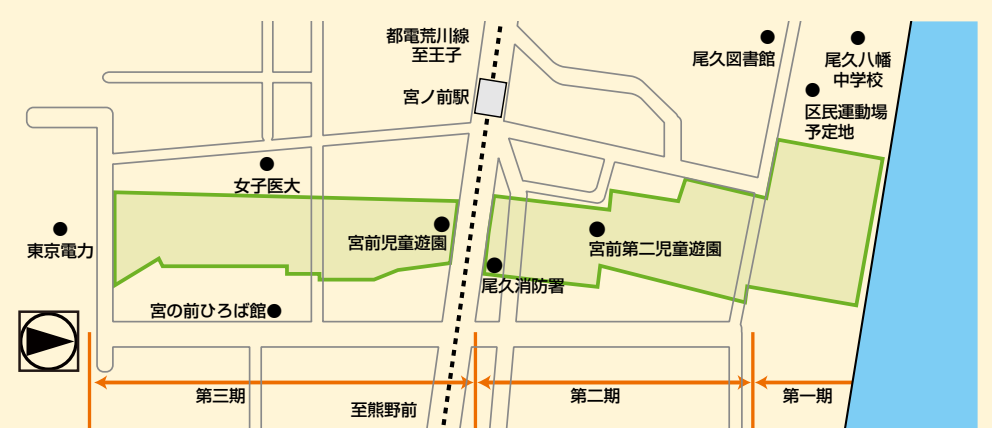 都電荒川線
至王子
尾久図書館
尾久八幡
中学校
宮ノ前駅
区民運動場
予定地
女子医大
東京電力
宮前児童遊園
宮前第二児童遊園
尾久消防署
宮の前ひろば館
第三期
第二期
第一期
至熊野前